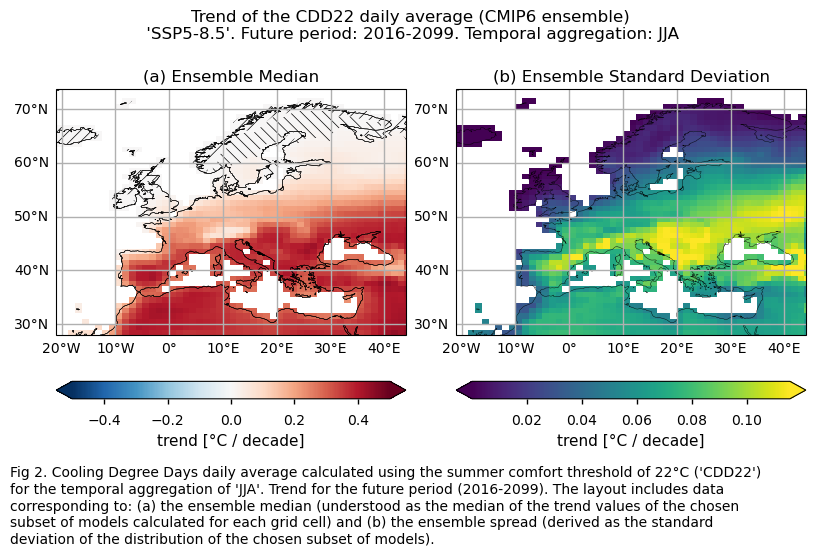 Trend of the CDD22 daily average (CMIP6 ensemble)
'SSP5-8.5'. Future period: 2016-2099. Temporal aggregation: JJA
(a) Ensemble Median
(b) Ensemble Standard Deviation
70°N
60°N
50°N
40°N
30°N
20°W 10°W 0° 10°E 20°E 30°E 40°E
70°N
60°N
50°N
40°N
30°N
20°W 10°W 0° 10°E 20°E 30°E 40°E
−0.4 −0.2 0.0 0.2 0.4
trend [°C / decade]
0.02 0.04 0.06 0.08 0.10
trend [°C / decade]
Fig 2. Cooling Degree Days daily average calculated using the summer comfort threshold of 22°C ('CDD22')
for the temporal aggregation of 'JJA'. Trend for the future period (2016-2099). The layout includes data
corresponding to: (a) the ensemble median (understood as the median of the trend values of the chosen
subset of models calculated for each grid cell) and (b) the ensemble spread (derived as the standard
deviation of the distribution of the chosen subset of models).